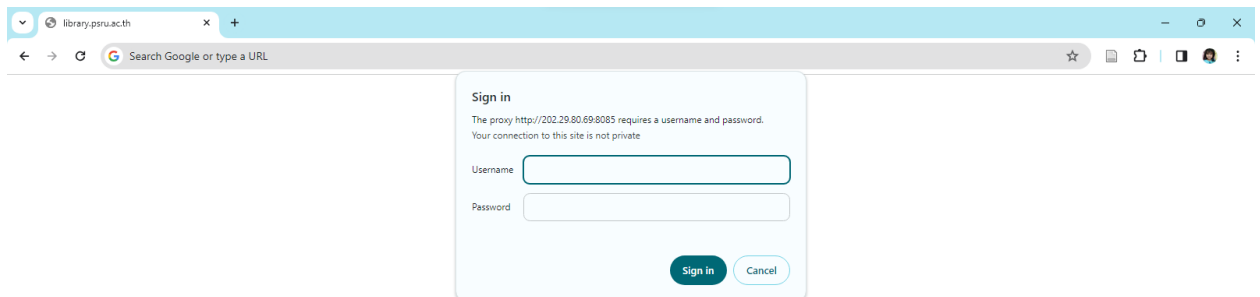 library.psru.ac.th
Search Google or type a URL
Sign in
The proxy http://202.29.80.69:8085 requires a username and password.
Your connection to this site is not private
Username
Password
Sign in Cancel